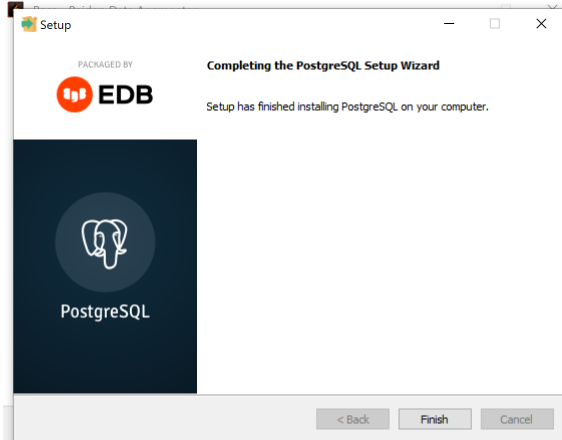 Setup
PACKAGED BY
EDB
Completing the PostgreSQL Setup Wizard
Setup has finished installing PostgreSQL on your computer.
PostgreSQL
< Back
Finish
Cancel